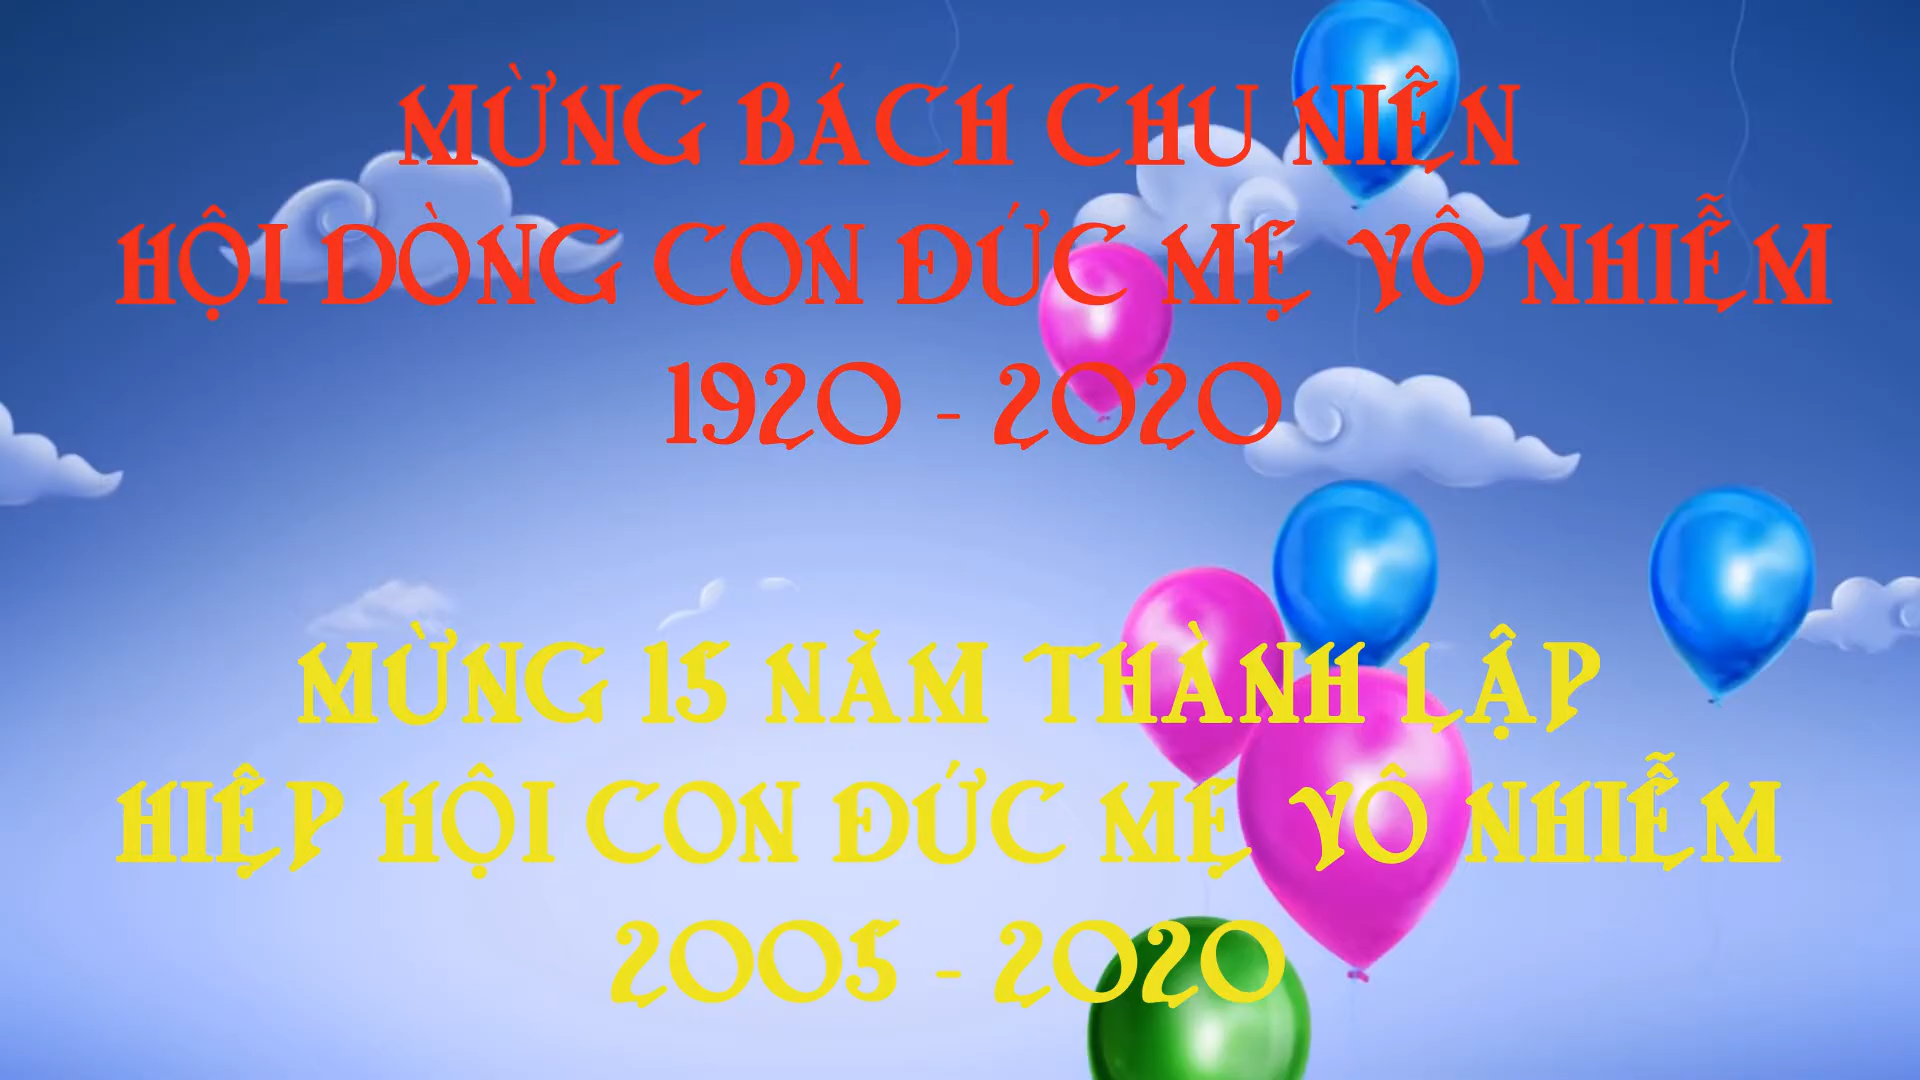 MỪNG BÁCH CHU NIÊN
HỘI DÒNG CON ĐỨC MẸ VÔ NHIỄM
1920 - 2020
MỪNG 15 NĂM THÀNH LẬP
HIỆP HỘI CON ĐỨC MẸ VÔ NHIỄM
2005 - 2020